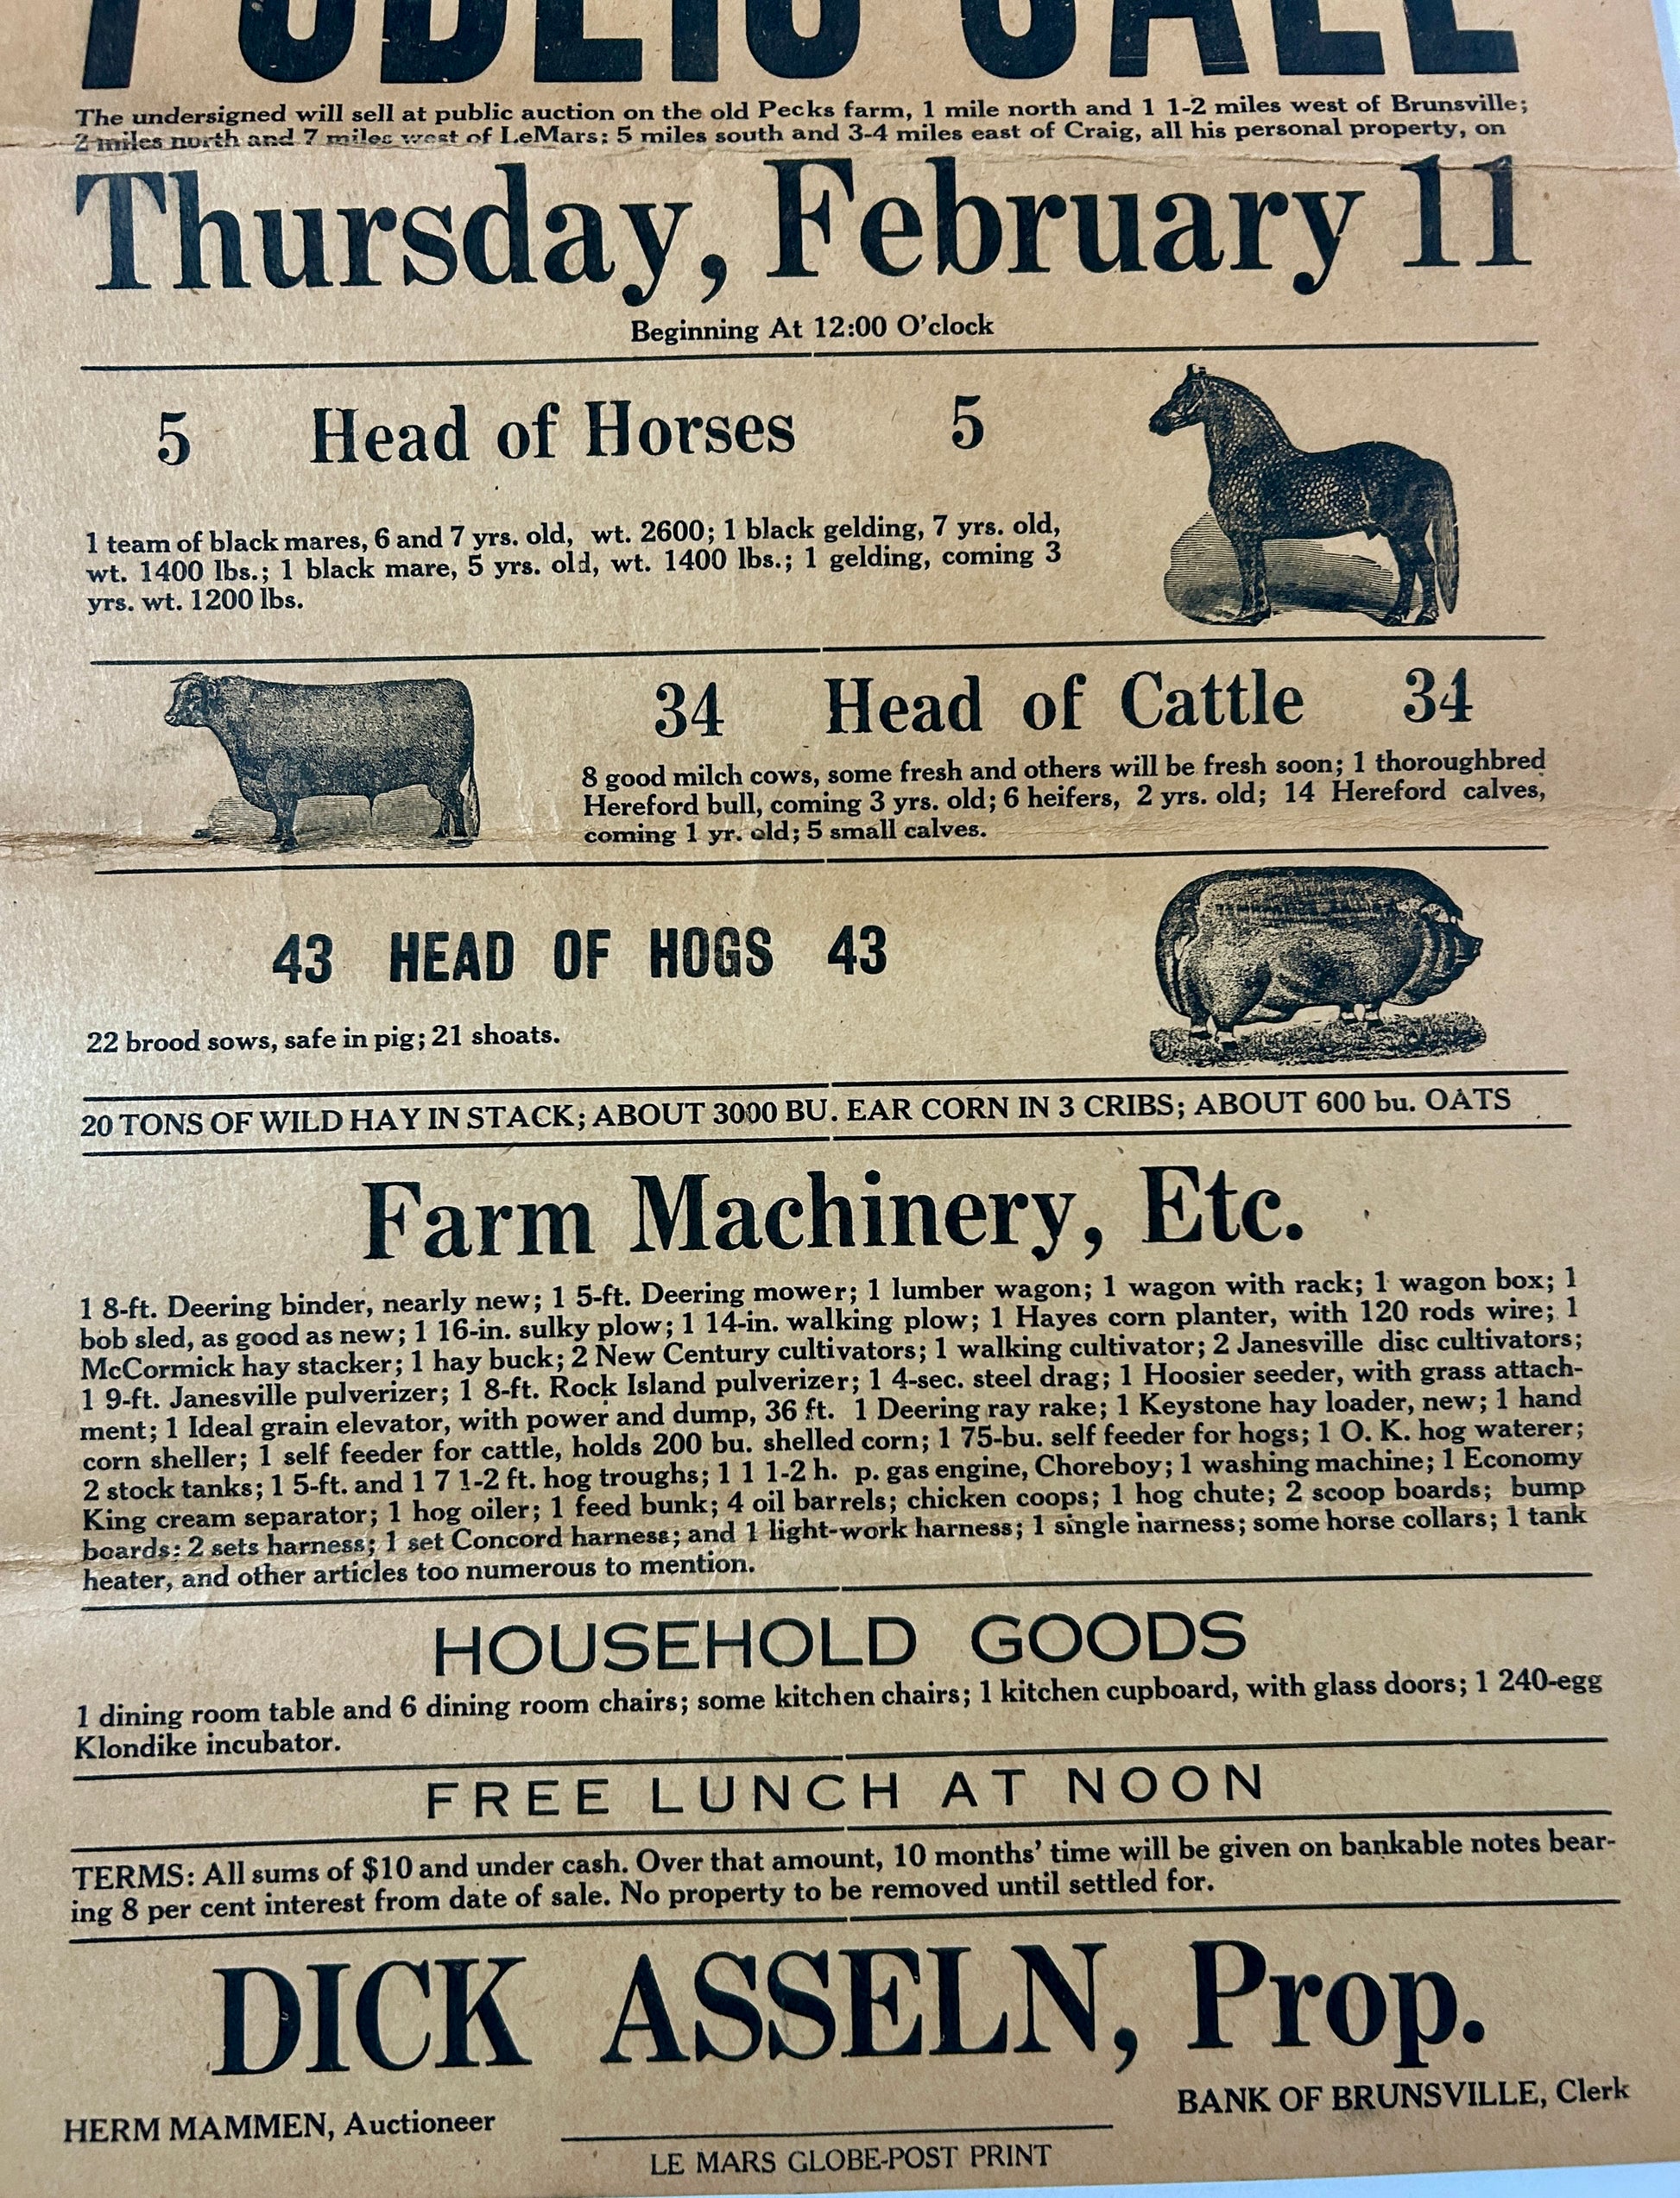 PUBLIC SALE
The undersigned will sell at public auction on the old Pecks farm, 1 mile north and 1 1-2 miles west of Brunsville;
2 miles north and 7 miles west of LeMars; 5 miles south and 3-4 miles east of Craig, all his personal property, on
Thursday, February 11
Beginning At 12:00 O'clock
5 Head of Horses 5
1 team of black mares, 6 and 7 yrs. old, wt. 2600; 1 black gelding, 7 yrs. old,
wt. 1400 lbs.; 1 black mare, 5 yrs. old, wt. 1400 lbs.; 1 gelding, coming 3
yrs. wt. 1200 lbs.
34 Head of Cattle 34
8 good milch cows, some fresh and others will be fresh soon; 1 thoroughbred
Hereford bull, coming 3 yrs. old; 6 heifers, 2 yrs. old; 14 Hereford calves,
coming 1 yr. old; 5 small calves.
43 HEAD OF HOGS 43
22 brood sows, safe in pig; 21 shoats.
20 TONS OF WILD HAY IN STACK; ABOUT 3000 BU. EAR CORN IN 3 CRIBS; ABOUT 600 bu. OATS
Farm Machinery, Etc.
1 8-ft. Deering binder, nearly new; 1 5-ft. Deering mower; 1 lumber wagon; 1 wagon with rack; 1 wagon box; 1
bob sled, as good as new; 1 16-in. sulky plow; 1 14-in. walking plow; 1 Hayes corn planter, with 120 rods wire; 1
McCormick hay stacker; 1 hay buck; 2 New Century cultivators; 1 walking cultivator; 2 Janesville disc cultivators;
1 9-ft. Janesville pulverizer; 1 8-ft. Rock Island pulverizer; 1 4-sec. steel drag; 1 Hoosier seeder, with grass attach-
ment; 1 Ideal grain elevator, with power and dump, 36 ft. 1 Deering ray rake; 1 Keystone hay loader, new; 1 hand
corn sheller; 1 self feeder for cattle, holds 200 bu. shelled corn; 1 75-bu. self feeder for hogs; 1 O. K. hog waterer;
2 stock tanks; 1 5-ft. and 1 7 1-2 ft. hog troughs; 1 1 1-2 h. p. gas engine, Choreboy; 1 washing machine; 1 Economy
King cream separator; 1 hog oiler; 1 feed bunk; 4 oil barrels; chicken coops; 1 hog chute; 2 scoop boards; bump
boards; 2 sets harness; 1 set Concord harness; and 1 light-work harness; 1 single harness; some horse collars; 1 tank
heater, and other articles too numerous to mention.
HOUSEHOLD GOODS
1 dining room table and 6 dining room chairs; some kitchen chairs; 1 kitchen cupboard, with glass doors; 1 240-egg
Klondike incubator.
FREE LUNCH AT NOON
TERMS: All sums of $10 and under cash. Over that amount, 10 months' time will be given on bankable notes bear-
ing 8 per cent interest from date of sale. No property to be removed until settled for.
DICK ASSELN, Prop.
HERM MAMMEN, Auctioneer
BANK OF BRUNSVILLE, Clerk
LE MARS GLOBE-POST PRINT